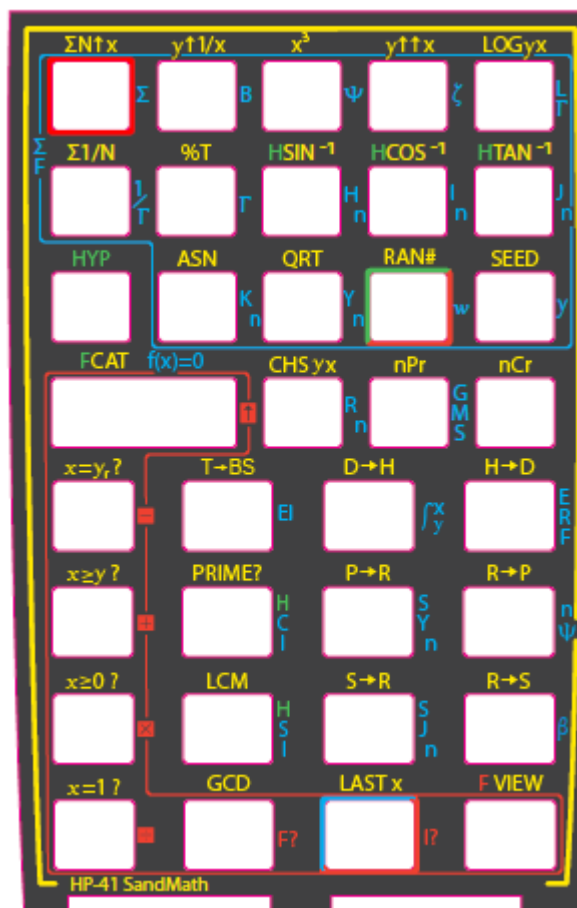 ΣN↑x y↑1/x x³ y↑↑x LOGyx
Σ B Ψ ζ L Γ
Σ F
Σ1/N %T HSIN⁻¹ HCOS⁻¹ HTAN⁻¹
1/Γ Γ H n I n J n
HYP ASN QRT RAN# SEED
K n Y n w y
FCAT f(x)=0 CHS yx nPr nCr
↑ R n G M S
x=yᵣ? T→BS D→H H→D
− EI ∫xy E R F
x≥y? PRIME? P→R R→P
+ H C I S Y n n Ψ
x≥0? LCM S→R R→S
× H S I S J n β
x=1? GCD LAST x F VIEW
F? I?
HP-41 SandMath